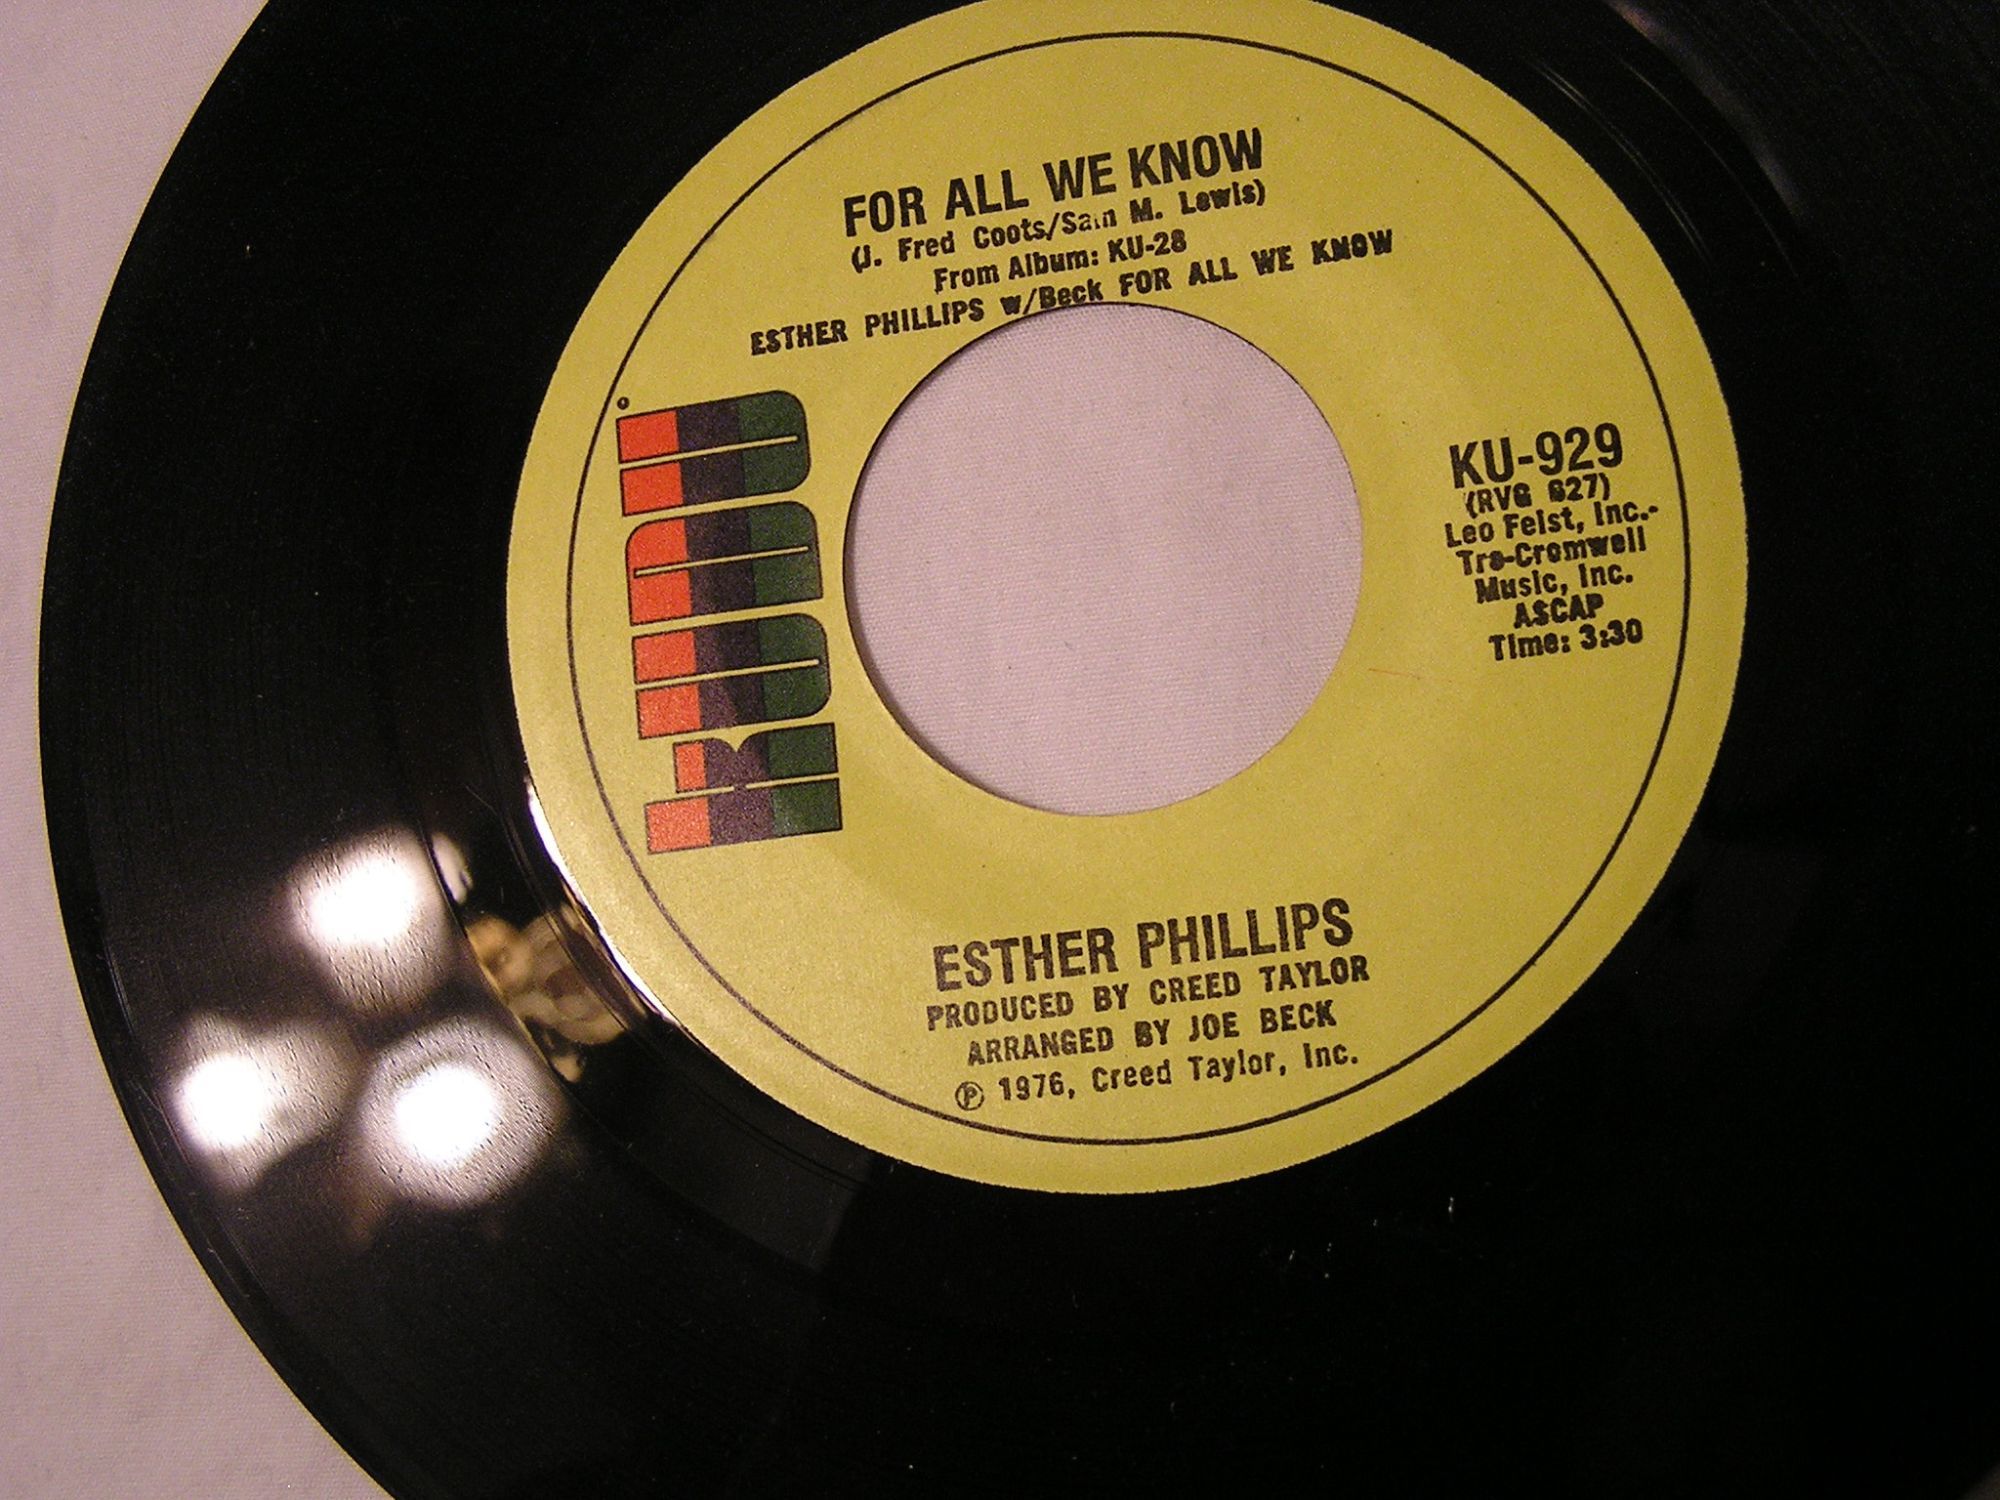 FOR ALL WE KNOW
(J. Fred Coots/Sam M. Lewis)
From Album: KU-28
ESTHER PHILLIPS w/Beck FOR ALL WE KNOW
KUDU
KU-929
(RVG 627)
Leo Feist, Inc.-
Tro-Cromwell
Music, Inc.
ASCAP
Time: 3:30
ESTHER PHILLIPS
PRODUCED BY CREED TAYLOR
ARRANGED BY JOE BECK
℗ 1976, Creed Taylor, Inc.